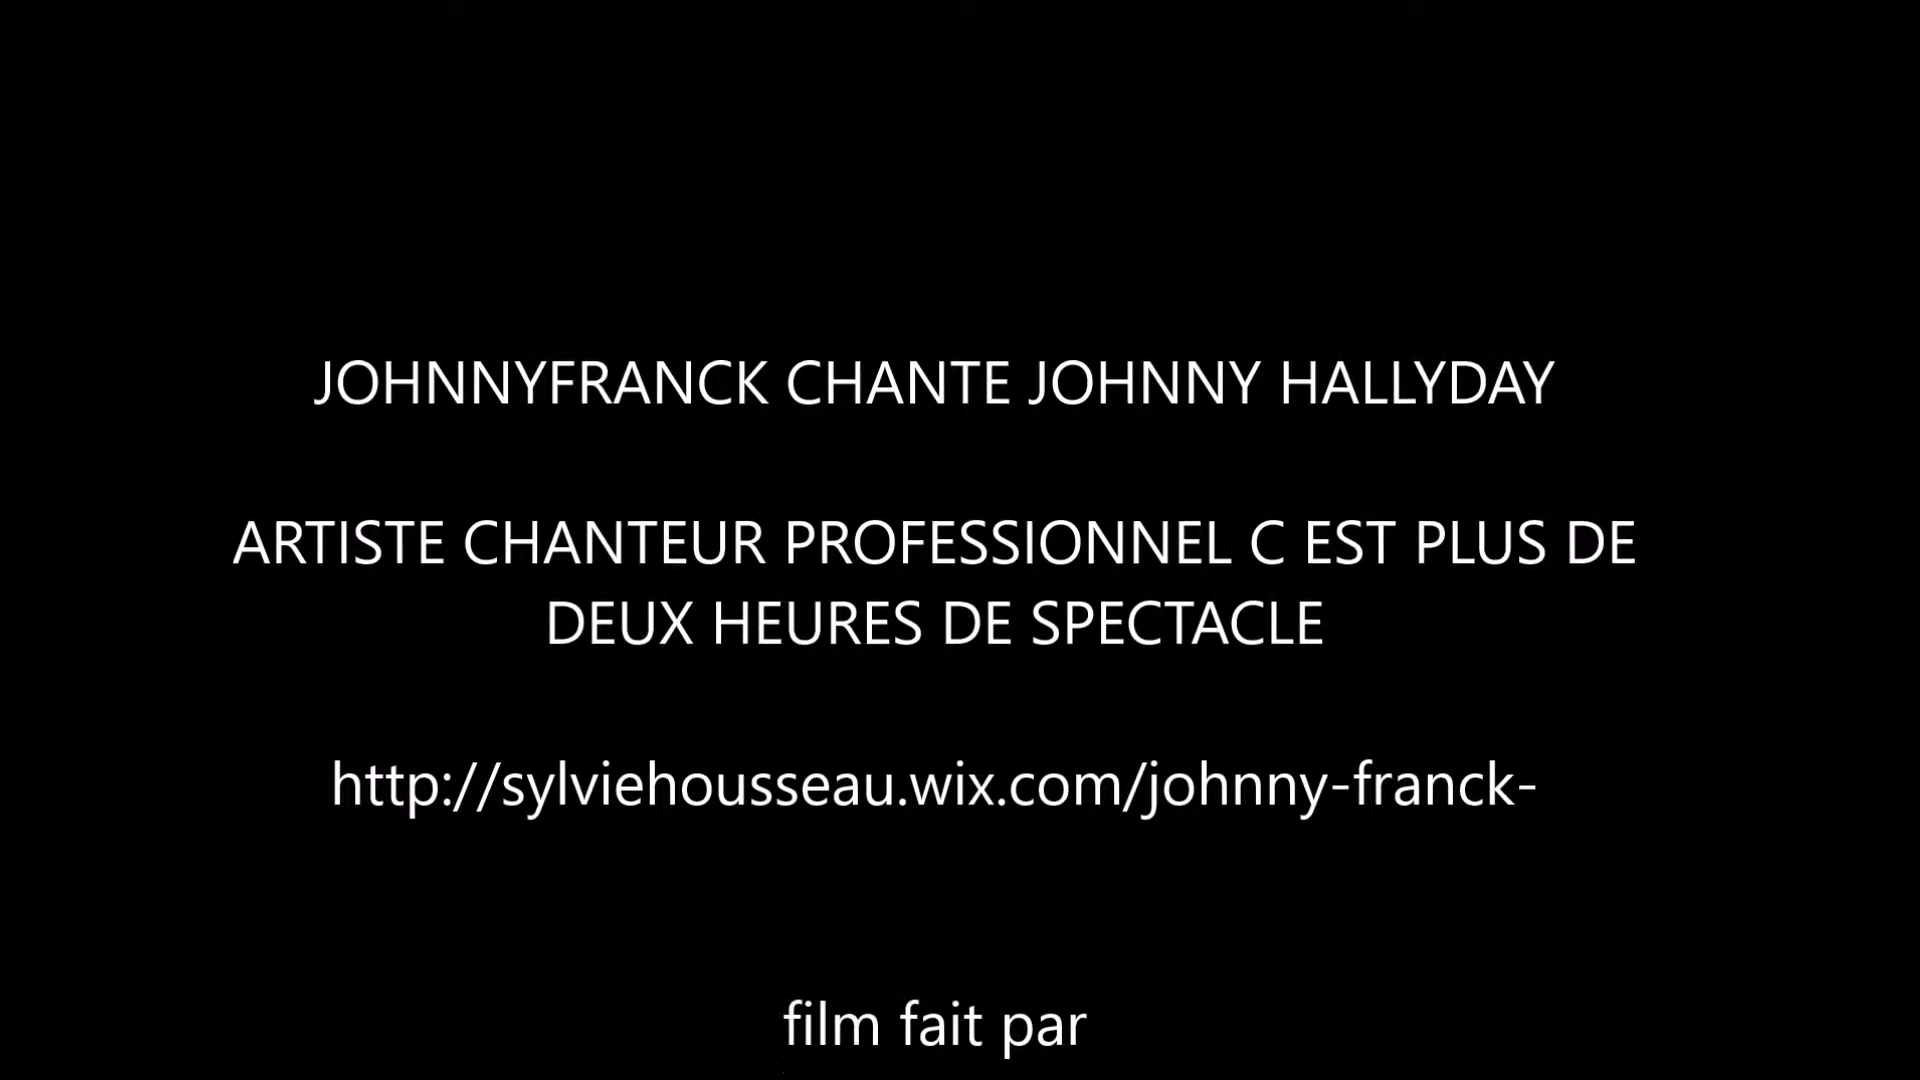 JOHNNYFRANCK CHANTE JOHNNY HALLYDAY
ARTISTE CHANTEUR PROFESSIONNEL C EST PLUS DE
DEUX HEURES DE SPECTACLE
http://sylviehousseau.wix.com/johnny-franck-
film fait par